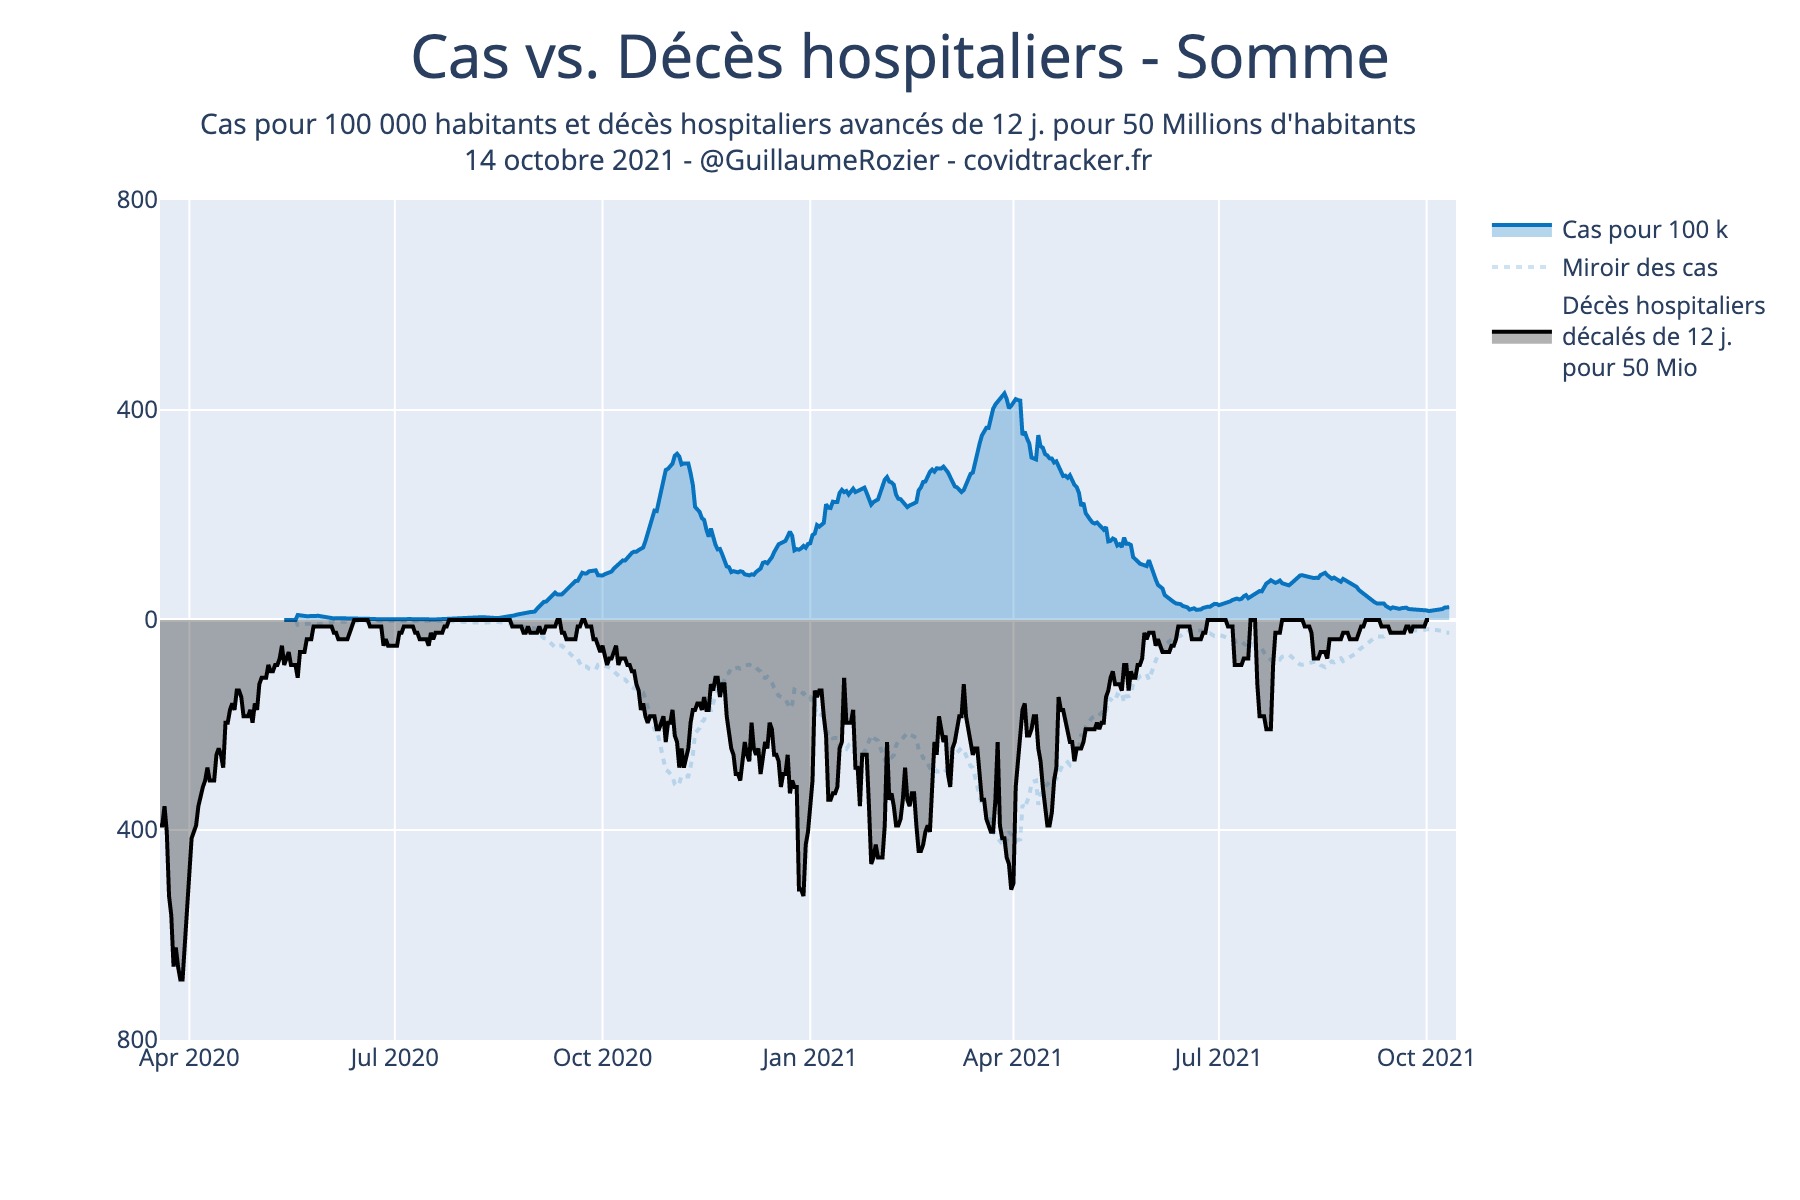 Cas vs. Décès hospitaliers - Somme
Cas pour 100 000 habitants et décès hospitaliers avancés de 12 j. pour 50 Millions d'habitants
14 octobre 2021 - @GuillaumeRozier - covidtracker.fr
800
400
0
400
800
Apr 2020
Jul 2020
Oct 2020
Jan 2021
Apr 2021
Jul 2021
Oct 2021
Cas pour 100 k
Miroir des cas
Décès hospitaliers
décalés de 12 j.
pour 50 Mio